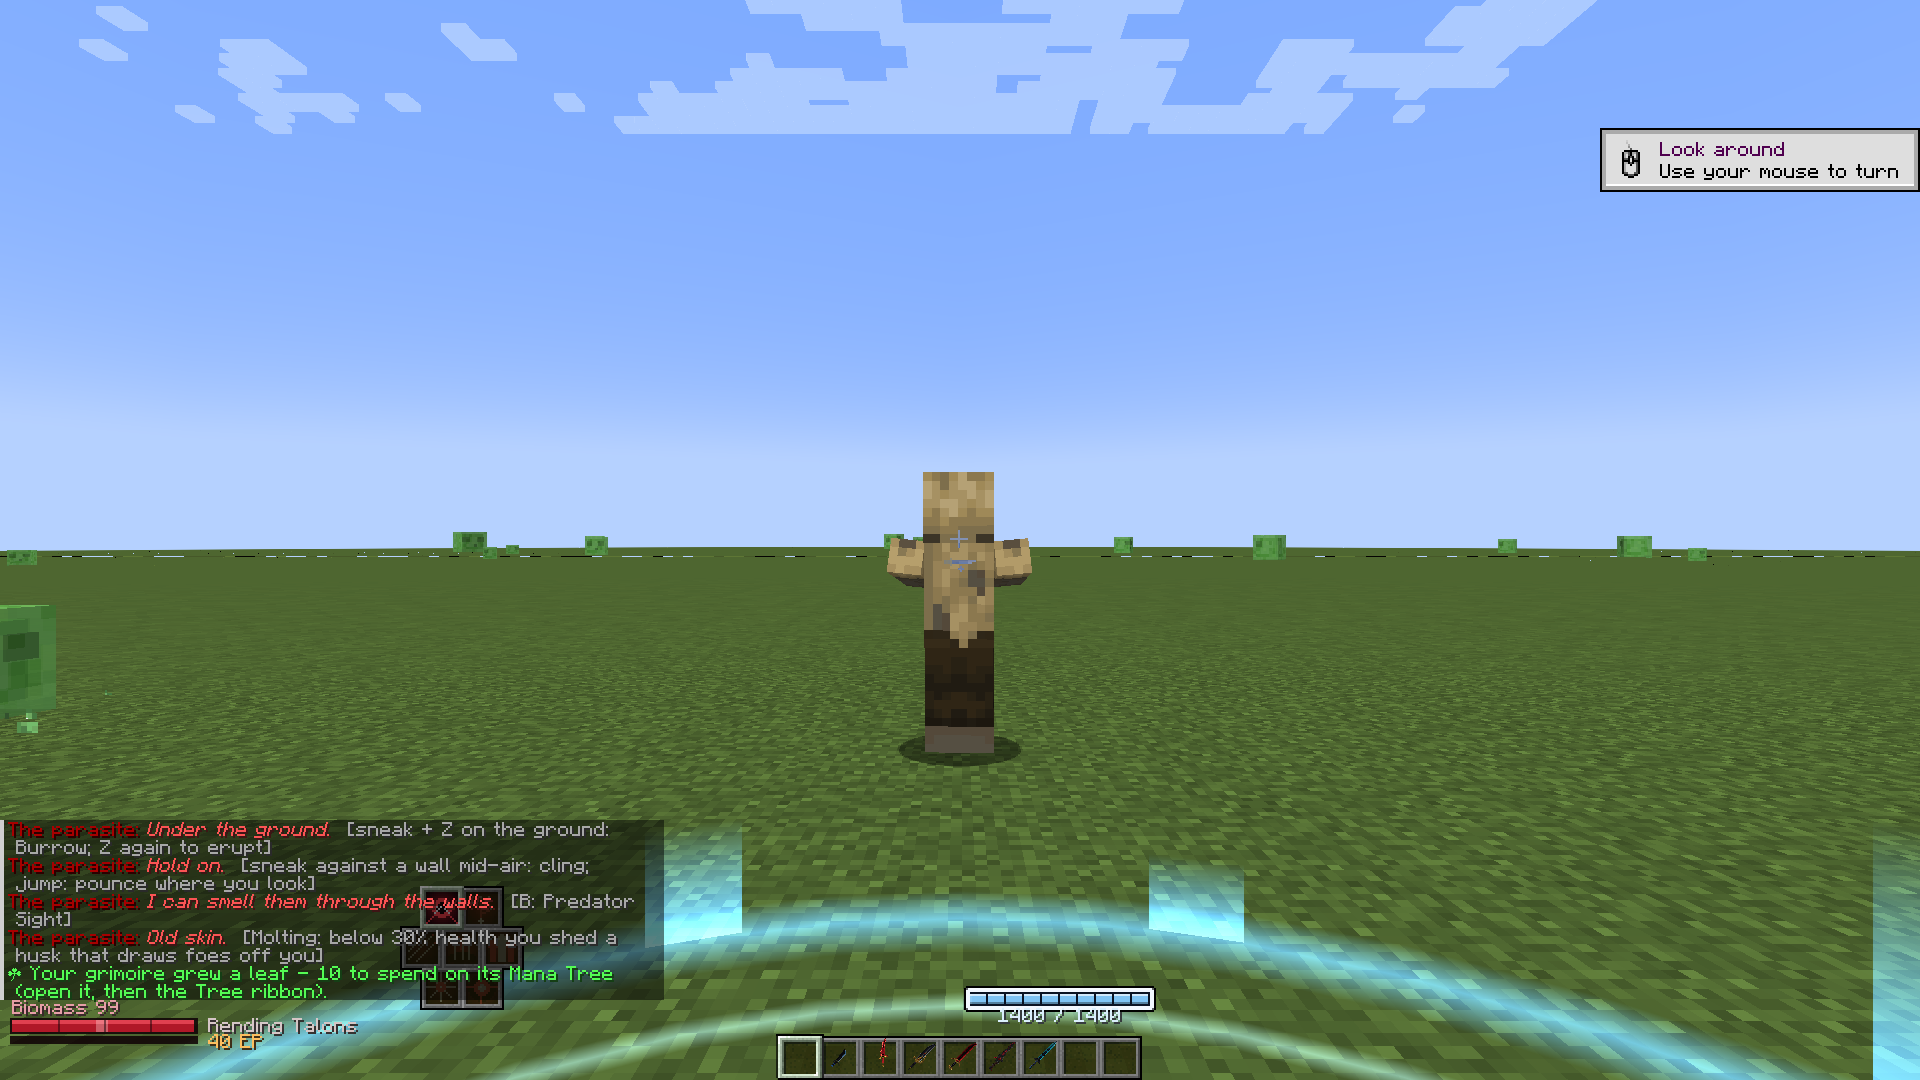 Look around
Use your mouse to turn
The parasite: Under the ground. [sneak + Z on the ground:
Burrow; Z again to erupt]
The parasite: Hold on. [sneak against a wall mid-air: cling;
jump: pounce where you look]
The parasite: I can smell them through the walls. [B: Predator
Sight]
The parasite: Old skin. [Molting: below 30% health you shed a
husk that draws foes off you]
☘ Your grimoire grew a leaf – 10 to spend on its Mana Tree
(open it, then the Tree ribbon).
Biomass 99
Rending Talons
40 EP
1400 / 1400